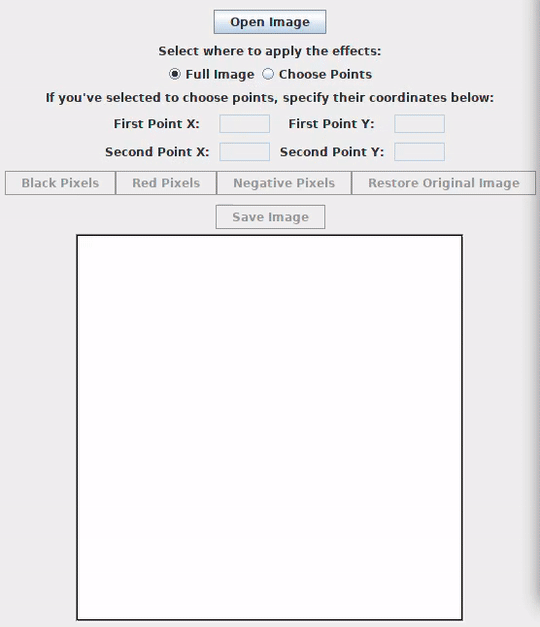 Open Image
Select where to apply the effects:
Full Image Choose Points
If you've selected to choose points, specify their coordinates below:
First Point X: First Point Y:
Second Point X: Second Point Y:
Black Pixels Red Pixels Negative Pixels Restore Original Image
Save Image